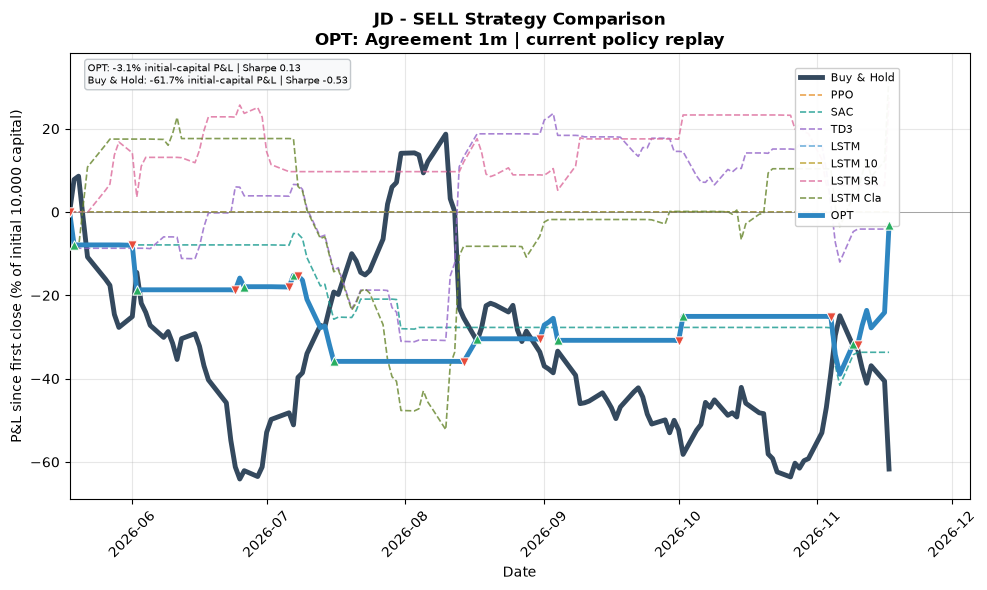 JD - SELL Strategy Comparison
OPT: Agreement 1m | current policy replay
OPT: -3.1% initial-capital P&L | Sharpe 0.13
Buy & Hold: -61.7% initial-capital P&L | Sharpe -0.53
Buy & Hold
PPO
SAC
TD3
LSTM
LSTM 10
LSTM SR
LSTM Cla
OPT
P&L since first close (% of initial 10,000 capital)
20
0
−20
−40
−60
2026-06
2026-07
2026-08
2026-09
2026-10
2026-11
2026-12
Date